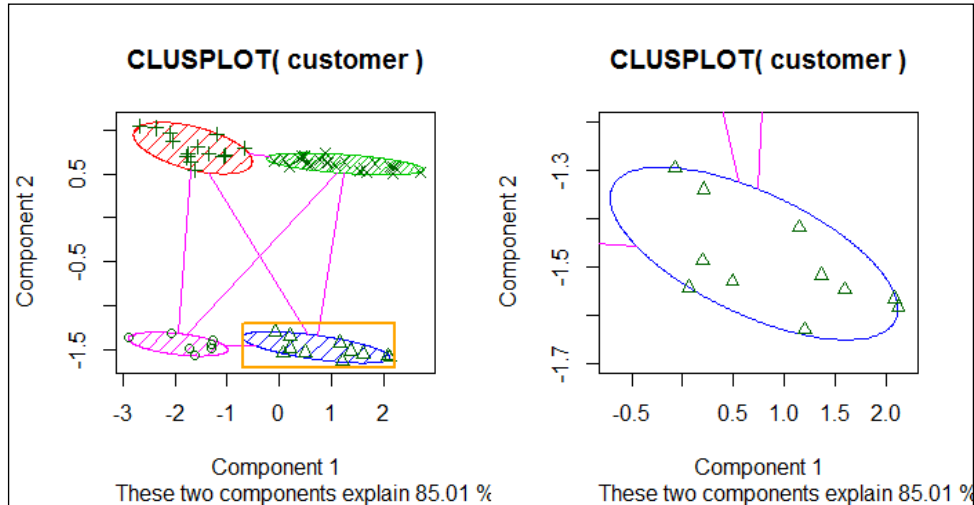 CLUSPLOT( customer )
Component 2
0.5
-0.5
-1.5
-3 -2 -1 0 1 2
Component 1
These two components explain 85.01 %
CLUSPLOT( customer )
Component 2
-1.3
-1.5
-1.7
-0.5 0.5 1.0 1.5 2.0
Component 1
These two components explain 85.01 %